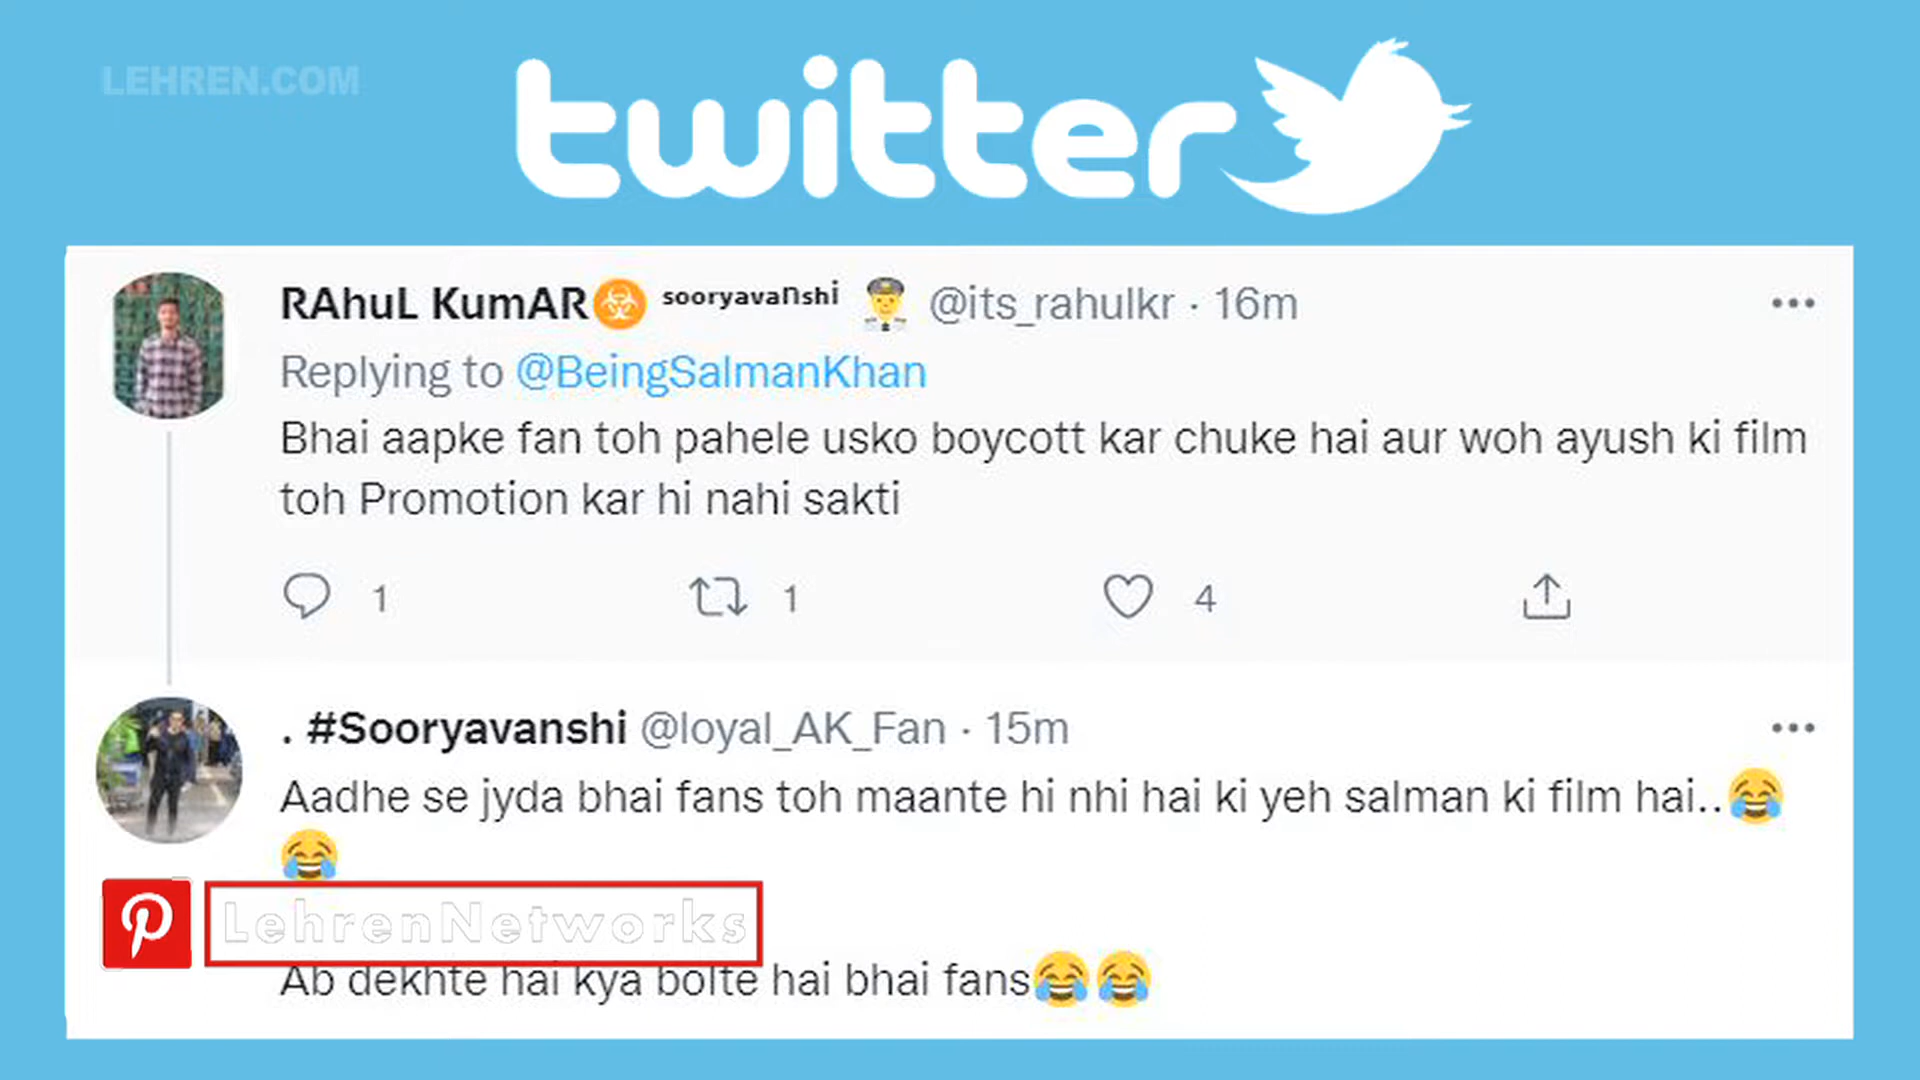 LEHREN.COM
twitter
RAhuL KumAR☣ sooryavanshi 👨‍✈️ @its_rahulkr · 16m
Replying to @BeingSalmanKhan
Bhai aapke fan toh pahele usko boycott kar chuke hai aur woh ayush ki film
toh Promotion kar hi nahi sakti
1 1 4
. #Sooryavanshi @loyal_AK_Fan · 15m
Aadhe se jyda bhai fans toh maante hi nhi hai ki yeh salman ki film hai..😂
😂
LehrenNetworks
Ab dekhte hai kya bolte hai bhai fans😂😂